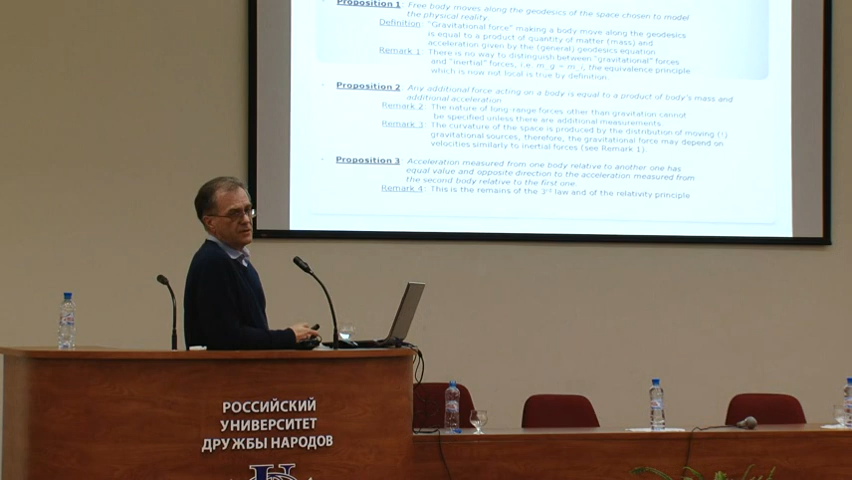 Proposition 1 Free body moves along the geodesics of the space chosen to model
the physical reality.
Definition: "Gravitational force" making a body move along the geodesics
is equal to a product of quantity of matter (mass) and
acceleration given by the (general) geodesics equation
Remark 1: There is no way to distinguish between "gravitational" forces
and "inertial" forces, i.e. m_g = m_i, the equivalence principle
which is now not local is true by definition.
Proposition 2 Any additional force acting on a body is equal to a product of body's mass and
additional acceleration
Remark 2: The nature of long-range forces other than gravitation cannot
be specified unless there are additional measurements.
Remark 3: The curvature of the space is produced by the distribution of moving (!)
gravitational sources, therefore, the gravitational force may depend on
velocities similarly to inertial forces (see Remark 1).
Proposition 3 Acceleration measured from one body relative to another one has
equal value and opposite direction to the acceleration measured from
the second body relative to the first one.
Remark 4: This is the remains of the 3rd law and of the relativity principle
РОССИЙСКИЙ
УНИВЕРСИТЕТ
ДРУЖБЫ НАРОДОВ